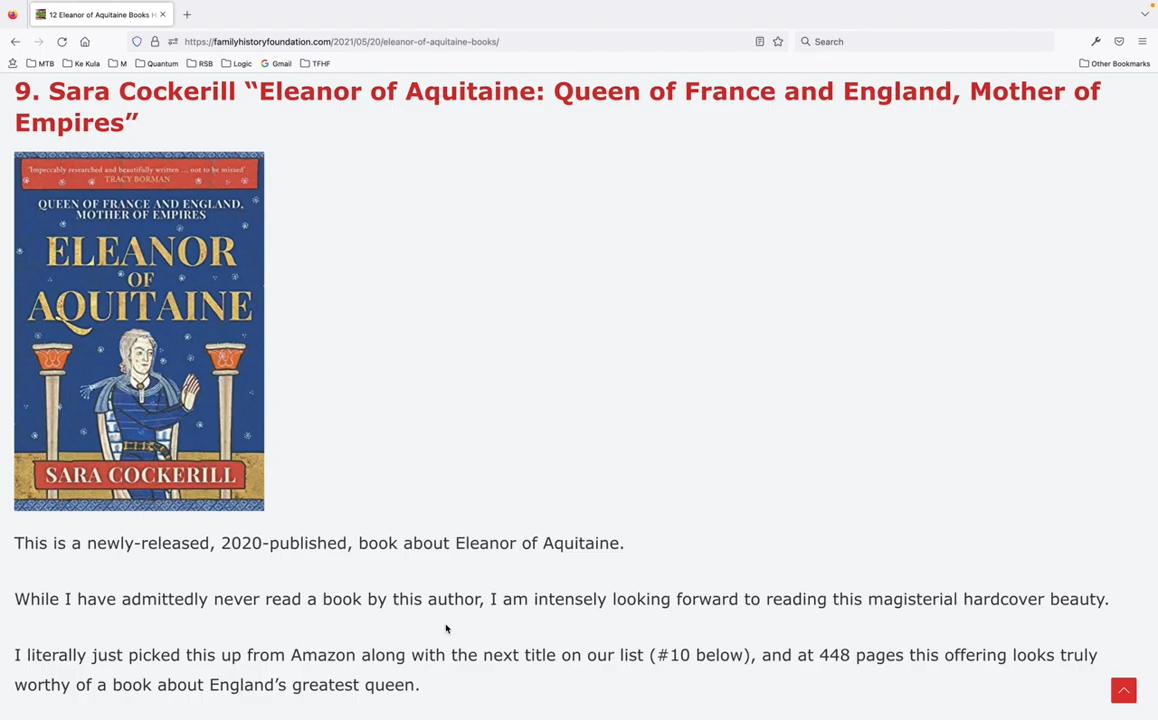 12 Eleanor of Aquitaine Books H
https://familyhistoryfoundation.com/2021/05/20/eleanor-of-aquitaine-books/
Search
MTB
Ke Kula
M
Quantum
RSB
Logic
Gmail
TFHF
Other Bookmarks
9. Sara Cockerill “Eleanor of Aquitaine: Queen of France and England, Mother of
Empires”
'Impeccably researched and beautifully written ... not to be missed'
TRACY BORMAN
QUEEN OF FRANCE AND ENGLAND,
MOTHER OF EMPIRES
ELEANOR
OF
AQUITAINE
SARA COCKERILL
This is a newly-released, 2020-published, book about Eleanor of Aquitaine.
While I have admittedly never read a book by this author, I am intensely looking forward to reading this magisterial hardcover beauty.
I literally just picked this up from Amazon along with the next title on our list (#10 below), and at 448 pages this offering looks truly
worthy of a book about England’s greatest queen.